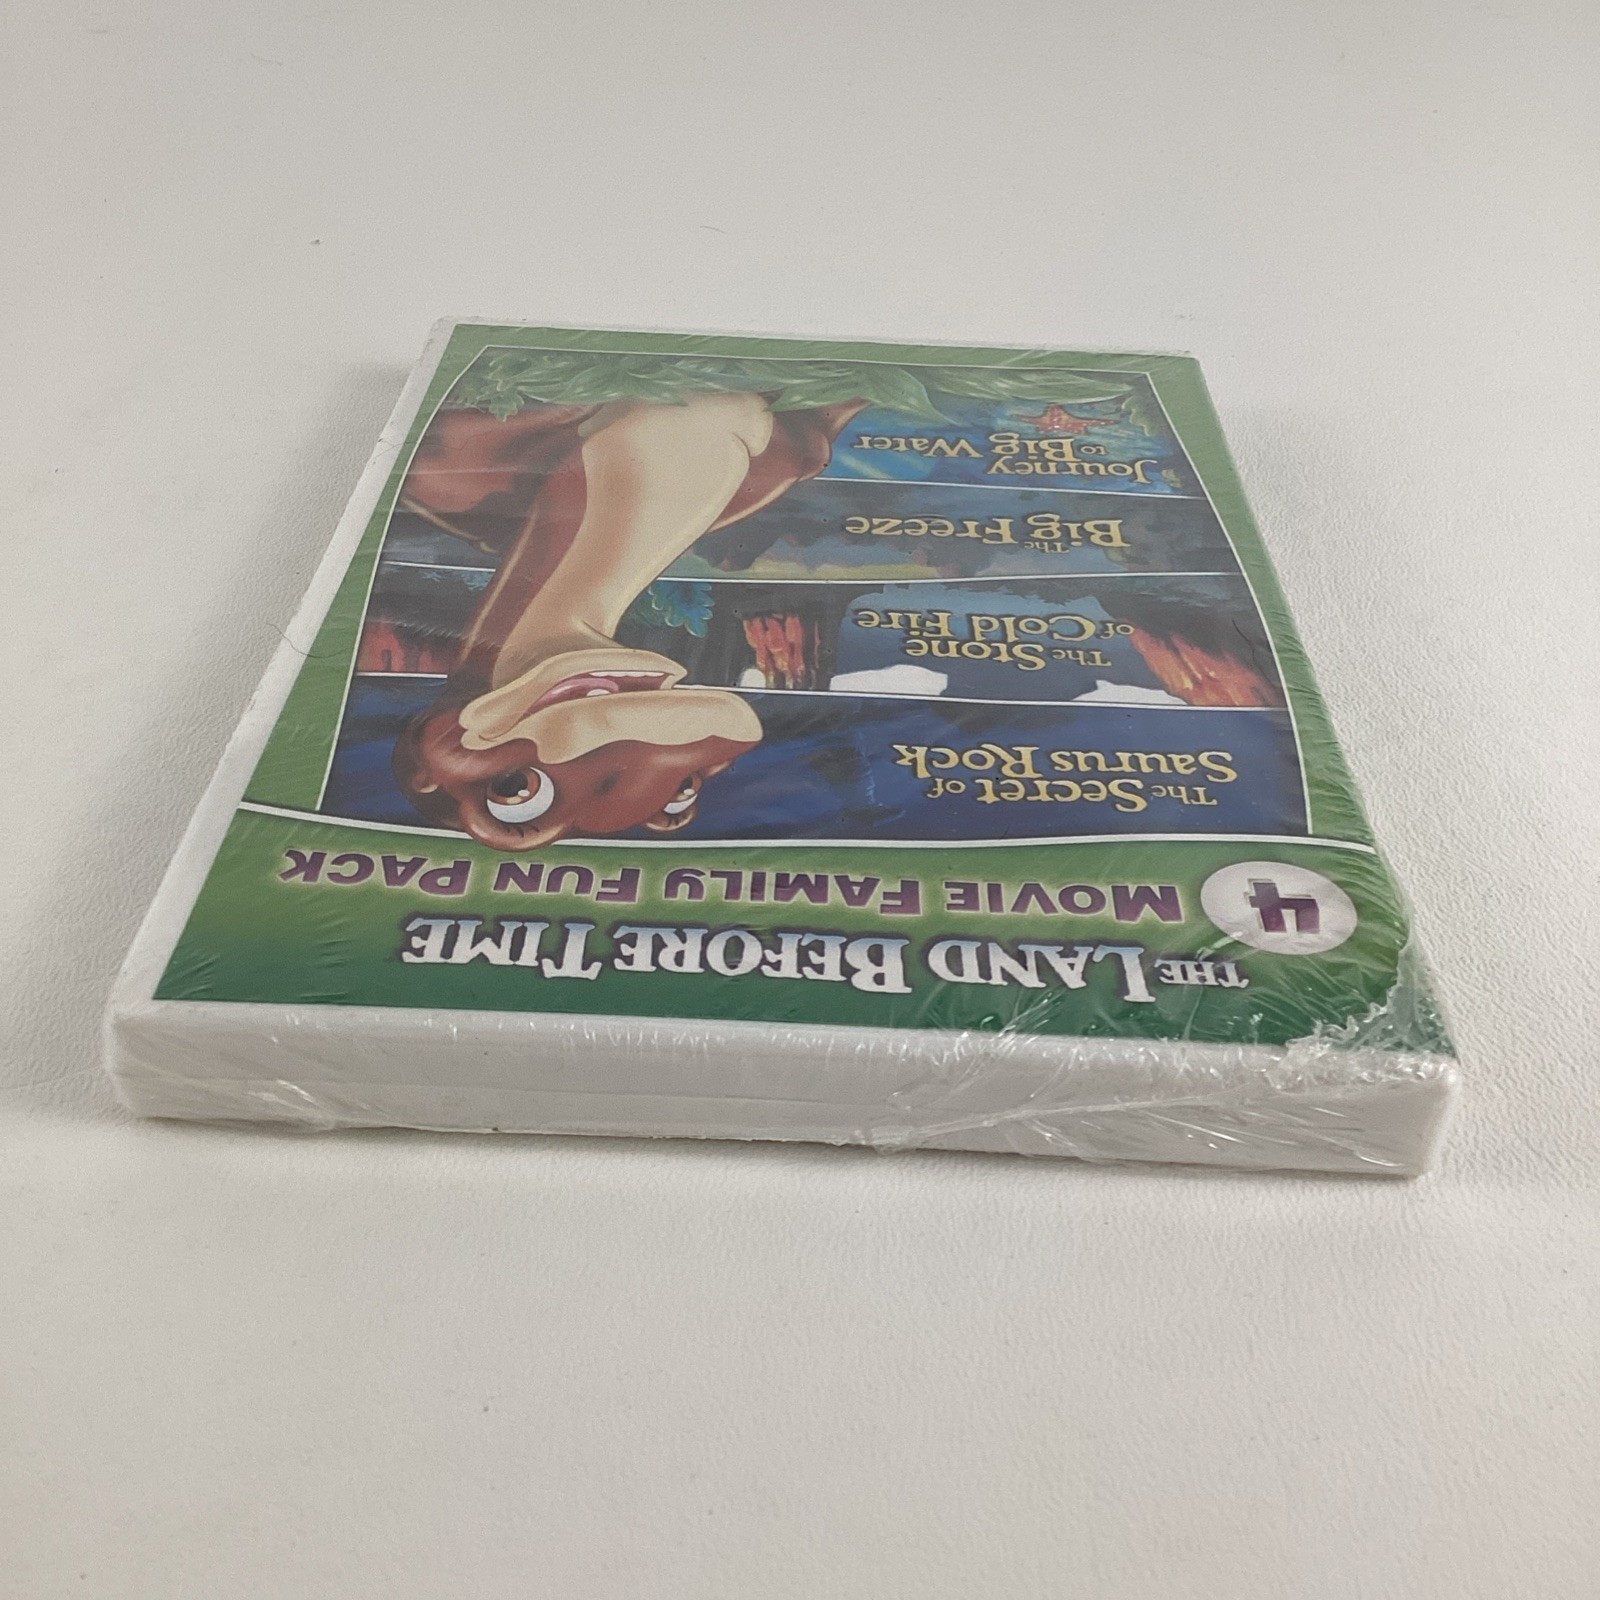 THE LAND BEFORE TIME
4 MOVIE FAMILY FUN PACK
The Secret of
Saurus Rock
The Stone
of Cold Fire
The
Big Freeze
Journey
to Big Water